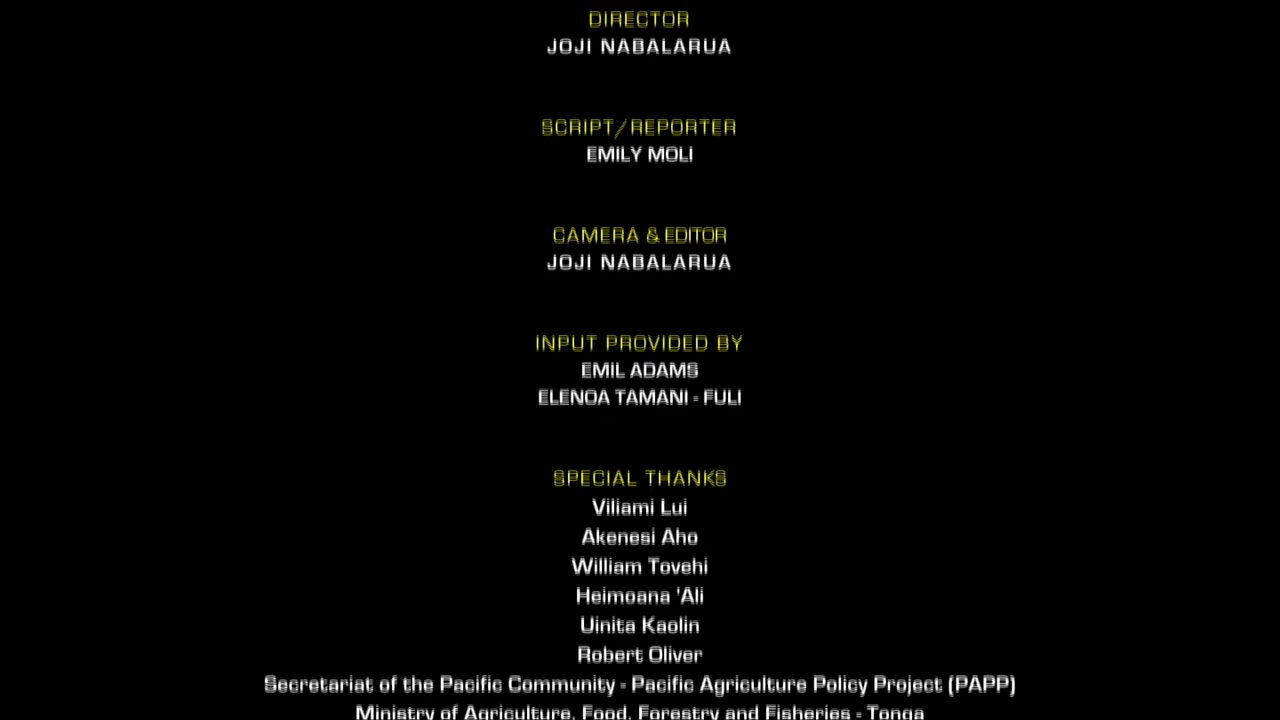 DIRECTOR
JOJI NABALARUA
SCRIPT/REPORTER
EMILY MOLI
CAMERA & EDITOR
JOJI NABALARUA
INPUT PROVIDED BY
EMIL ADAMS
ELENOA TAMANI - FULI
SPECIAL THANKS
Viliami Lui
Akenesi Aho
William Tovehi
Heimoana 'Ali
Uinita Kaolin
Robert Oliver
Secretariat of the Pacific Community - Pacific Agriculture Policy Project (PAPP)
Ministry of Agriculture, Food, Forestry and Fisheries - Tonga